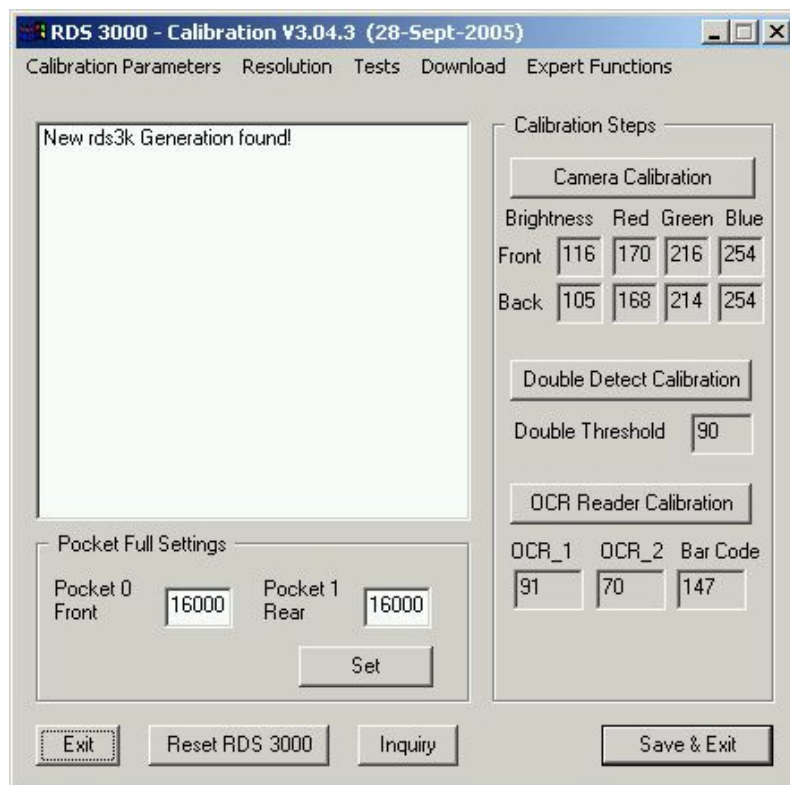 RDS 3000 - Calibration V3.04.3 (28-Sept-2005)
Calibration Parameters Resolution Tests Download Expert Functions
New rds3k Generation found!
Calibration Steps
Camera Calibration
Brightness Red Green Blue
Front 116 170 216 254
Back 105 168 214 254
Double Detect Calibration
Double Threshold 90
OCR Reader Calibration
OCR_1 OCR_2 Bar Code
91 70 147
Pocket Full Settings
Pocket 0
Front
16000
Pocket 1
Rear
16000
Set
Exit Reset RDS 3000 Inquiry Save & Exit